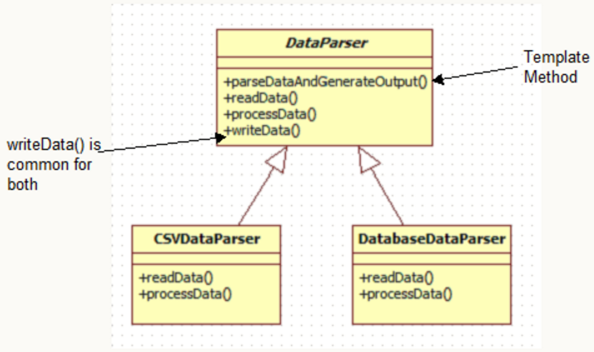 DataParser
+parseDataAndGenerateOutput()
+readData()
+processData()
+writeData()
Template
Method
writeData() is
common for
both
CSVDataParser
+readData()
+processData()
DatabaseDataParser
+readData()
+processData()